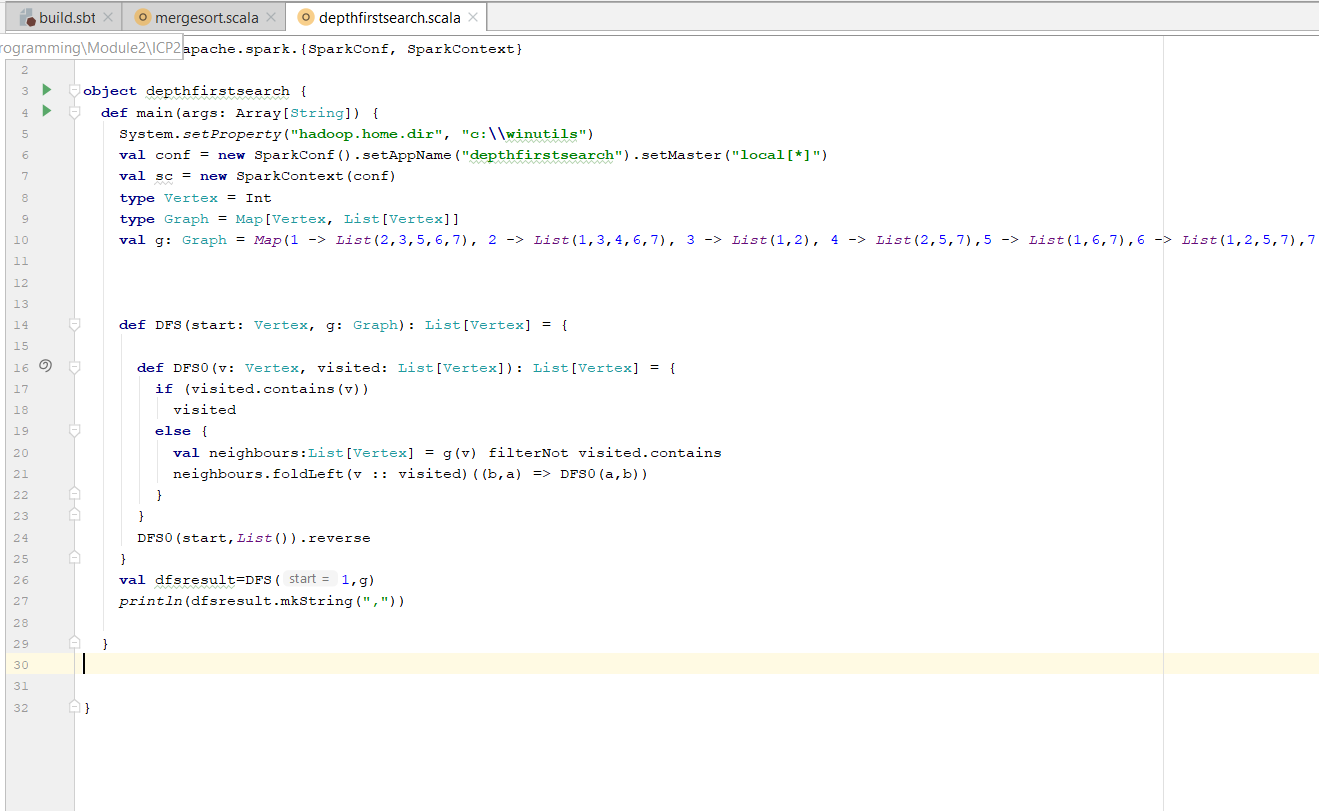 build.sbt mergesort.scala depthfirstsearch.scala
rogramming\Module2\ICP2 apache.spark.{SparkConf, SparkContext}
2
3 object depthfirstsearch {
4 def main(args: Array[String]) {
5 System.setProperty("hadoop.home.dir", "c:\\winutils")
6 val conf = new SparkConf().setAppName("depthfirstsearch").setMaster("local[*]")
7 val sc = new SparkContext(conf)
8 type Vertex = Int
9 type Graph = Map[Vertex, List[Vertex]]
10 val g: Graph = Map(1 -> List(2,3,5,6,7), 2 -> List(1,3,4,6,7), 3 -> List(1,2), 4 -> List(2,5,7),5 -> List(1,6,7),6 -> List(1,2,5,7),7
11
12
13
14 def DFS(start: Vertex, g: Graph): List[Vertex] = {
15
16 def DFS0(v: Vertex, visited: List[Vertex]): List[Vertex] = {
17 if (visited.contains(v))
18 visited
19 else {
20 val neighbours:List[Vertex] = g(v) filterNot visited.contains
21 neighbours.foldLeft(v :: visited)((b,a) => DFS0(a,b))
22 }
23 }
24 DFS0(start,List()).reverse
25 }
26 val dfsresult=DFS( start = 1,g)
27 println(dfsresult.mkString(","))
28
29 }
30
31
32 }